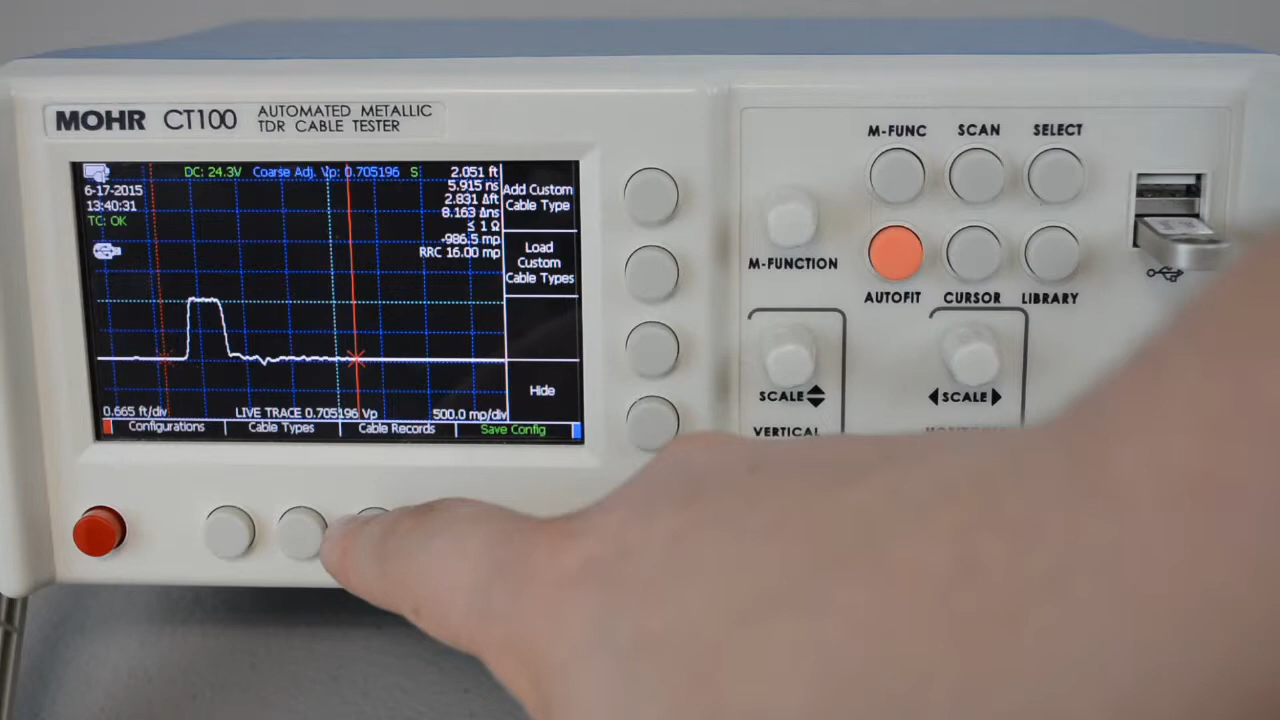 MOHR CT100 AUTOMATED METALLIC
TDR CABLE TESTER
DC: 24.3V Coarse Adj. Vp: 0.705196 S
6-17-2015
13:40:31
TC: OK
2.051 ft
5.915 ns
2.831 Δft
8.163 Δns
≤ 1 Ω
-986.5 mp
RRC 16.00 mp
Add Custom
Cable Type
Load
Custom
Cable Types
Hide
0.665 ft/div LIVE TRACE 0.705196 Vp 500.0 mp/div
Configurations Cable Types Cable Records Save Config
M-FUNC SCAN SELECT
M-FUNCTION
AUTOFIT CURSOR LIBRARY
SCALE SCALE
VERTICAL